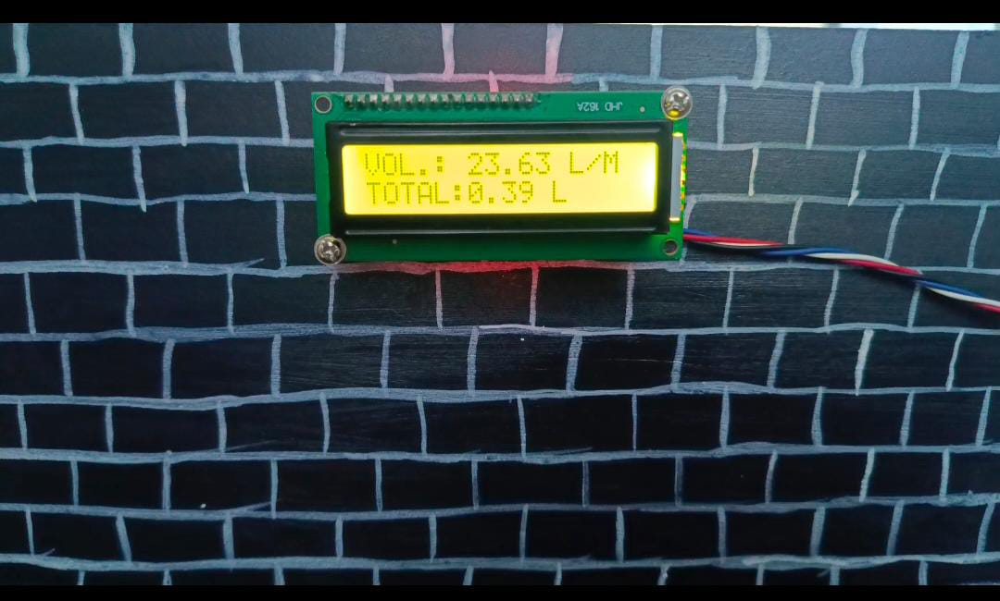 JHD 162A
VOL.: 23.63 L/M
TOTAL:0.39 L